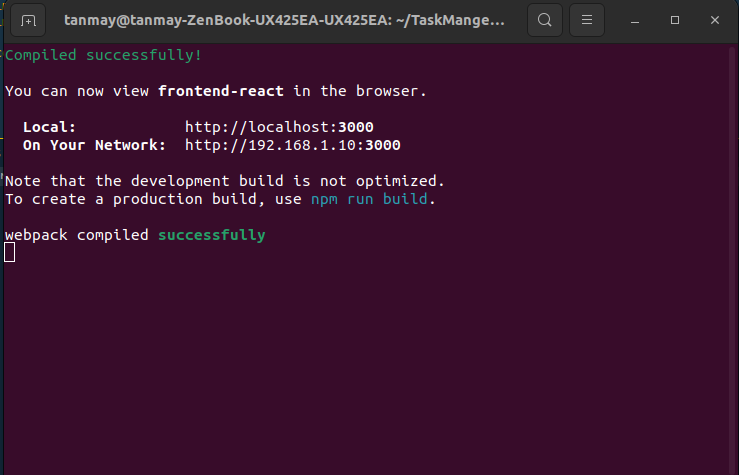 tanmay@tanmay-ZenBook-UX425EA-UX425EA: ~/TaskMange...
Compiled successfully!
You can now view frontend-react in the browser.
Local: http://localhost:3000
On Your Network: http://192.168.1.10:3000
Note that the development build is not optimized.
To create a production build, use npm run build.
webpack compiled successfully